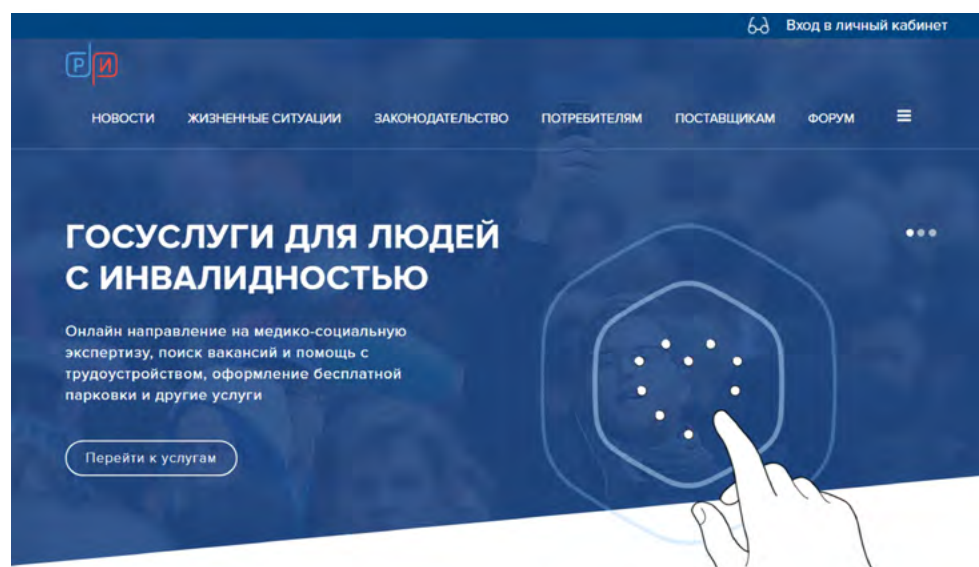 Вход в личный кабинет
РИ
НОВОСТИ ЖИЗНЕННЫЕ СИТУАЦИИ ЗАКОНОДАТЕЛЬСТВО ПОТРЕБИТЕЛЯМ ПОСТАВЩИКАМ ФОРУМ
ГОСУСЛУГИ ДЛЯ ЛЮДЕЙ
С ИНВАЛИДНОСТЬЮ
Онлайн направление на медико-социальную
экспертизу, поиск вакансий и помощь с
трудоустройством, оформление бесплатной
парковки и другие услуги
Перейти к услугам